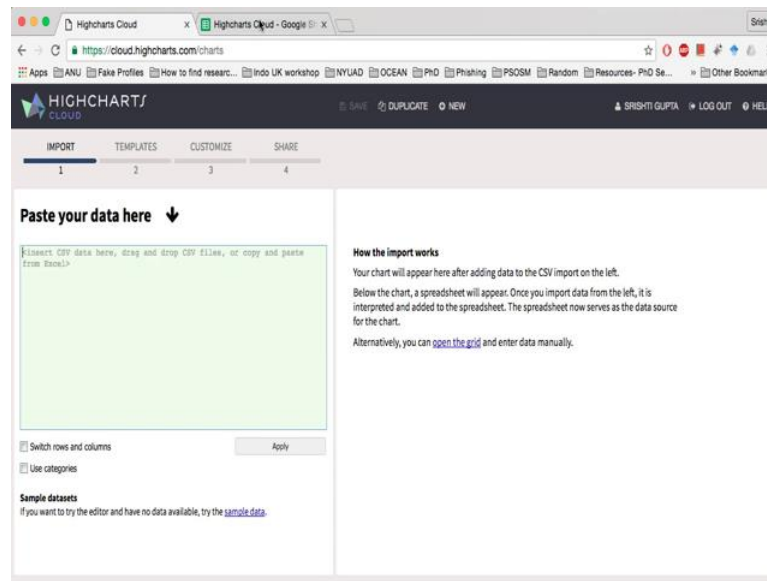 Highcharts Cloud
Highcharts Cloud - Google Sh
Srish
https://cloud.highcharts.com/charts
Apps ANU Fake Profiles How to find researc... Indo UK workshop NYUAD OCEAN PhD Phishing PSOSM Random Resources- PhD Se... » Other Bookmar
HIGHCHARTS
CLOUD
SAVE DUPLICATE NEW SRISHTI GUPTA LOG OUT HEL
IMPORT TEMPLATES CUSTOMIZE SHARE
1 2 3 4
Paste your data here
<insert CSV data here, drag and drop CSV files, or copy and paste
from Excel>
Switch rows and columns
Apply
Use categories
Sample datasets
If you want to try the editor and have no data available, try the sample data.
How the import works
Your chart will appear here after adding data to the CSV import on the left.
Below the chart, a spreadsheet will appear. Once you import data from the left, it is
interpreted and added to the spreadsheet. The spreadsheet now serves as the data source
for the chart.
Alternatively, you can open the grid and enter data manually.